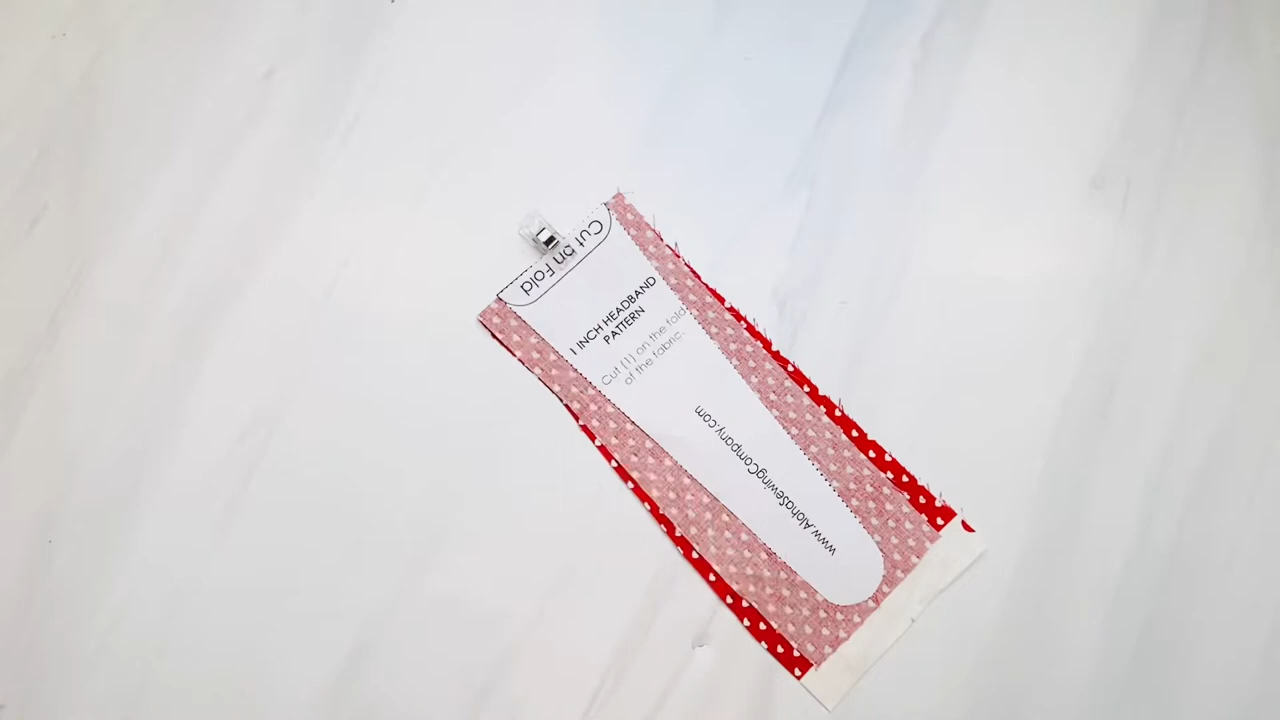 Cut on Fold
1 INCH HEADBAND
PATTERN
Cut (1) on the fold
of the fabric.
www.AlohaSewingCompany.com